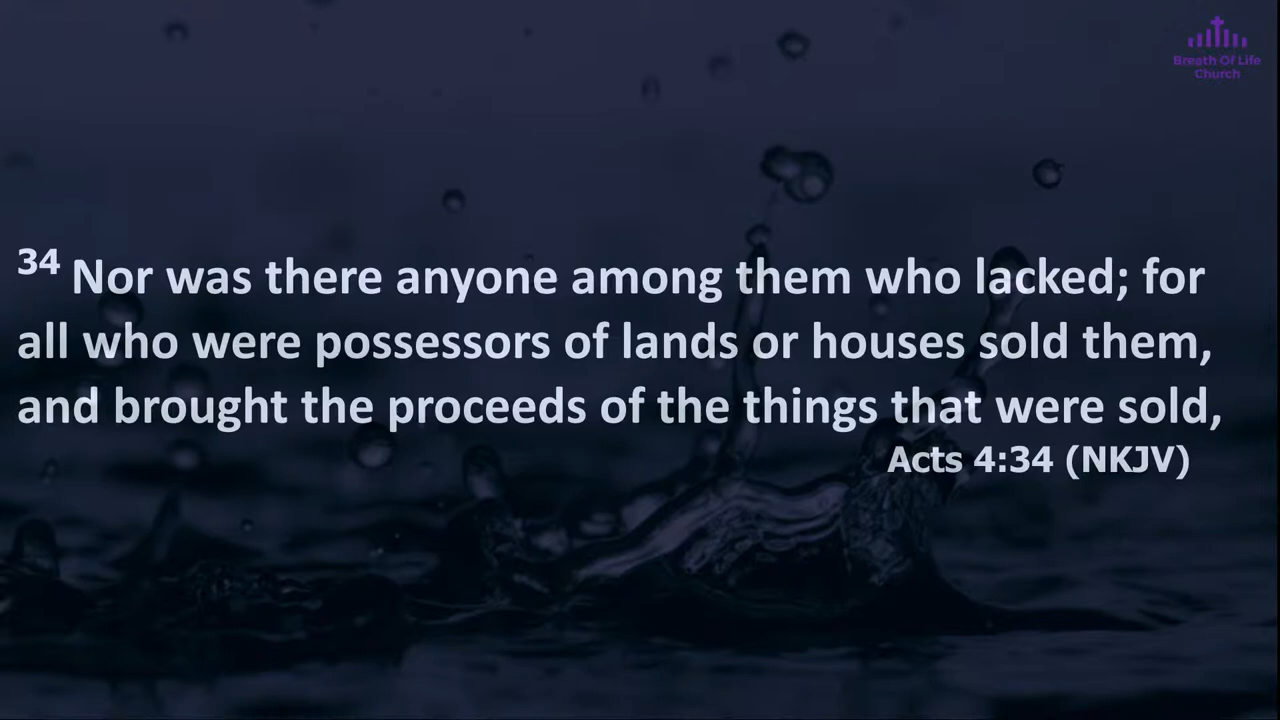 Breath Of Life
Church
34 Nor was there anyone among them who lacked; for
all who were possessors of lands or houses sold them,
and brought the proceeds of the things that were sold,
Acts 4:34 (NKJV)